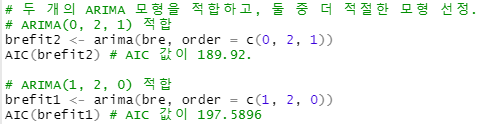 # 두 개의 ARIMA 모형을 적합하고, 둘 중 더 적절한 모형 선정.
# ARIMA(0, 2, 1) 적합
brefit2 <- arima(bre, order = c(0, 2, 1))
AIC(brefit2) # AIC 값이 189.92.
# ARIMA(1, 2, 0) 적합
brefit1 <- arima(bre, order = c(1, 2, 0))
AIC(brefit1) # AIC 값이 197.5896